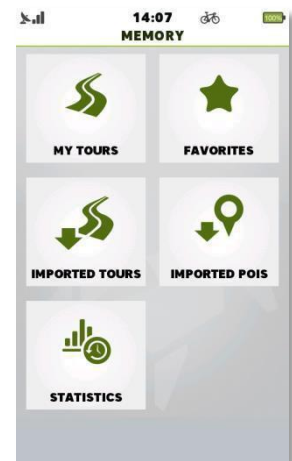 14:07
100%
MEMORY
MY TOURS
FAVORITES
IMPORTED TOURS
IMPORTED POIS
STATISTICS